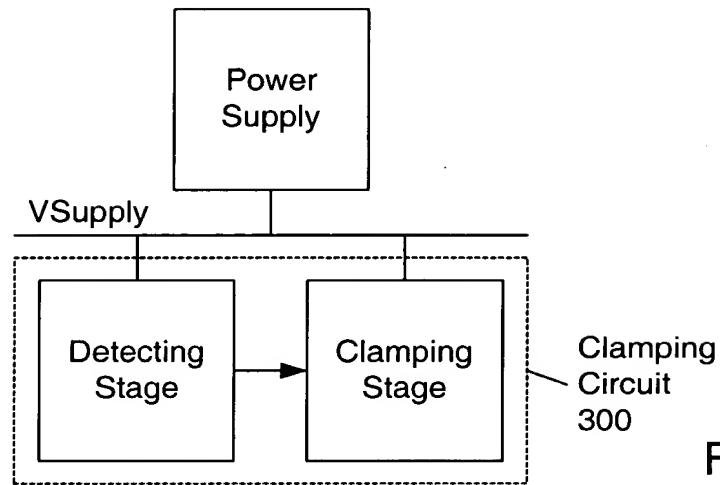 Power
Supply
VSupply
Detecting
Stage
Clamping
Stage
Clamping
Circuit
300
F